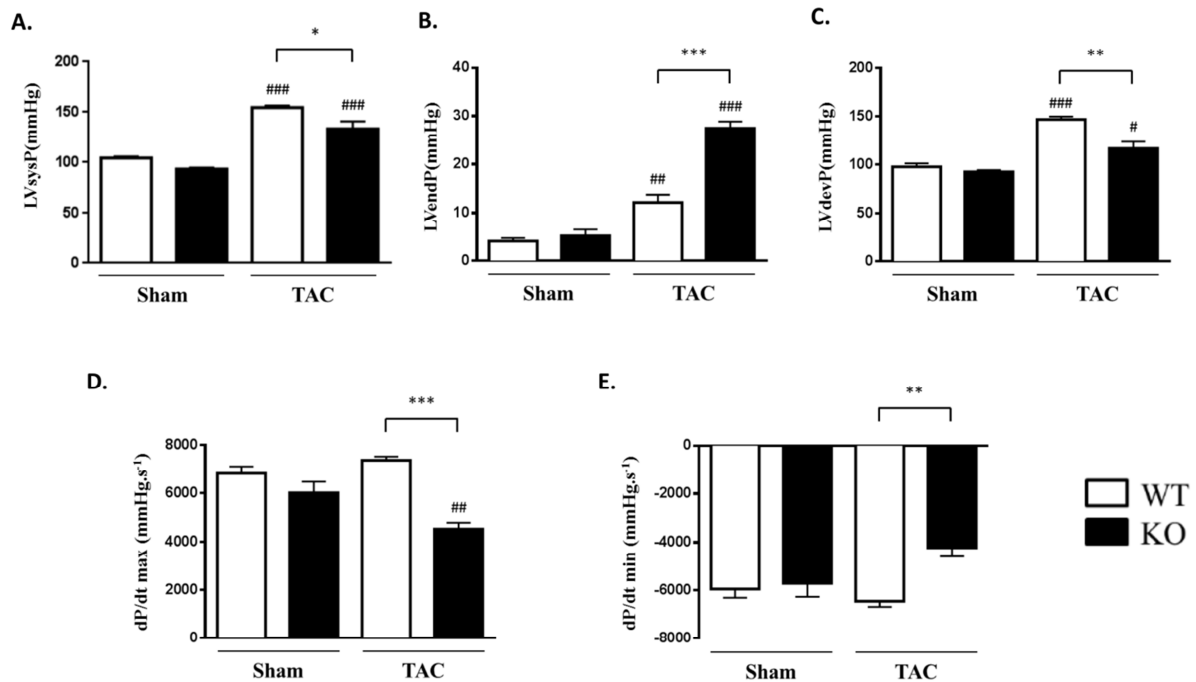 A.
LVsysP(mmHg)
200
150
100
50
0
*
###
###
Sham
TAC
B.
LVendP(mmHg)
40
30
20
10
0
***
##
###
Sham
TAC
C.
LVdevP(mmHg)
200
150
100
50
0
**
###
#
Sham
TAC
D.
dP/dt max (mmHg.s-1)
8000
6000
4000
2000
0
***
##
Sham
TAC
E.
dP/dt min (mmHg.s-1)
0
-2000
-4000
-6000
-8000
**
Sham
TAC
WT
KO